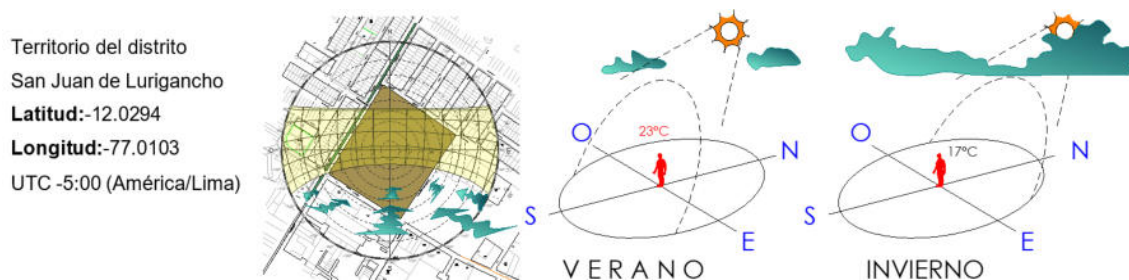 Territorio del distrito
San Juan de Lurigancho
Latitud:-12.0294
Longitud:-77.0103
UTC -5:00 (América/Lima)
O
23ºC
N
S
E
VERANO
O
17ºC
N
S
E
INVIERNO